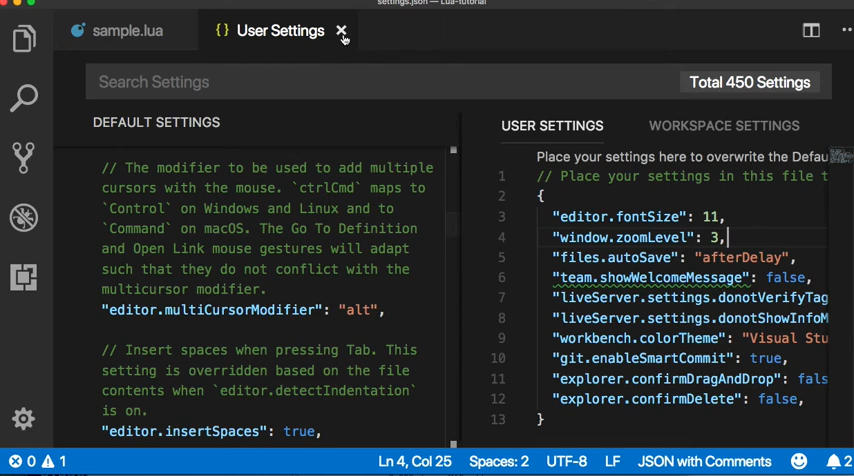 settings.json — Lua-tutorial
sample.lua
{ } User Settings
Search Settings
Total 450 Settings
DEFAULT SETTINGS
// The modifier to be used to add multiple
cursors with the mouse. `ctrlCmd` maps to
`Control` on Windows and Linux and to
`Command` on macOS. The Go To Definition
and Open Link mouse gestures will adapt
such that they do not conflict with the
multicursor modifier.
"editor.multiCursorModifier": "alt",
// Insert spaces when pressing Tab. This
setting is overridden based on the file
contents when `editor.detectIndentation`
is on.
"editor.insertSpaces": true,
USER SETTINGS
WORKSPACE SETTINGS
Place your settings here to overwrite the Defau
1 // Place your settings in this file t
2 {
3 "editor.fontSize": 11,
4 "window.zoomLevel": 3,
5 "files.autoSave": "afterDelay",
6 "team.showWelcomeMessage": false,
7 "liveServer.settings.donotVerifyTag
8 "liveServer.settings.donotShowInfoM
9 "workbench.colorTheme": "Visual Stu
10 "git.enableSmartCommit": true,
11 "explorer.confirmDragAndDrop": fals
12 "explorer.confirmDelete": false,
13 }
0 1
Ln 4, Col 25
Spaces: 2
UTF-8
LF
JSON with Comments
2